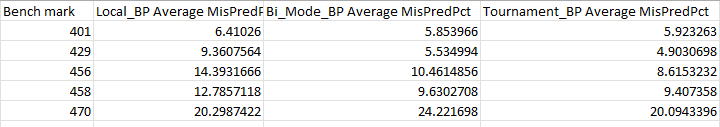 Bench mark Local_BP Average MisPredP Bi_Mode_BP Average MisPredPct Tournament_BP Average MisPredPct
401 6.41026 5.853966 5.923263
429 9.3607564 5.534994 4.9030698
456 14.3931666 10.4614856 8.6153232
458 12.7857118 9.6302708 9.407358
470 20.2987422 24.221698 20.0943396